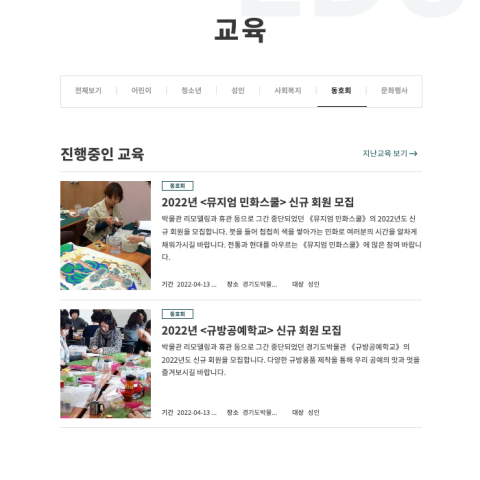 EDU
교육
전체보기 어린이 청소년 성인 사회복지 동호회 문화행사
진행중인 교육
지난교육 보기
동호회
2022년 <뮤지엄 민화스쿨> 신규 회원 모집
박물관 리모델링과 휴관 등으로 그간 중단되었던 《뮤지엄 민화스쿨》의 2022년도 신
규 회원을 모집합니다. 붓을 들어 첩첩히 색을 쌓아가는 민화로 여러분의 시간을 알차게
채워가시길 바랍니다. 전통과 현대를 아우르는 《뮤지엄 민화스쿨》에 많은 참여 바랍니
다.
기간 2022-04-13 ... 장소 경기도박물... 대상 성인
동호회
2022년 <규방공예학교> 신규 회원 모집
박물관 리모델링과 휴관 등으로 그간 중단되었던 경기도박물관 《규방공예학교》의
2022년도 신규 회원을 모집합니다. 다양한 규방용품 제작을 통해 우리 공예의 맛과 멋을
즐겨보시길 바랍니다.
기간 2022-04-13 ... 장소 경기도박물... 대상 성인